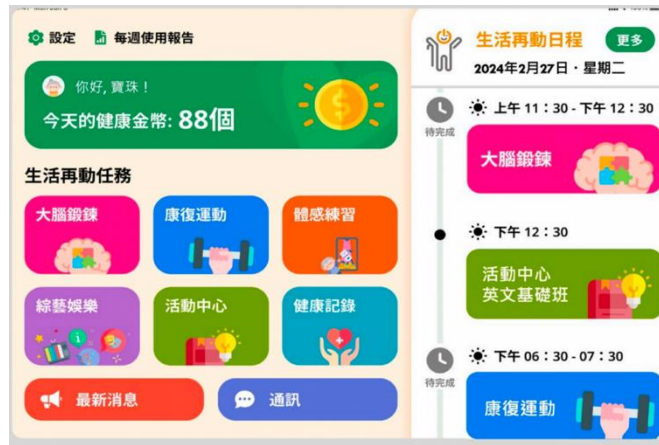 設定
每週使用報告
你好, 寶珠！
今天的健康金幣: 88個
生活再動任務
大腦鍛鍊
康復運動
體感練習
綜藝娛樂
活動中心
健康記錄
最新消息
通訊
生活再動日程
更多
2024年2月27日・星期二
上午 11：30 - 下午 12：30
待完成
大腦鍛鍊
下午 12：30
活動中心
英文基礎班
下午 06：30 - 07：30
待完成
康復運動